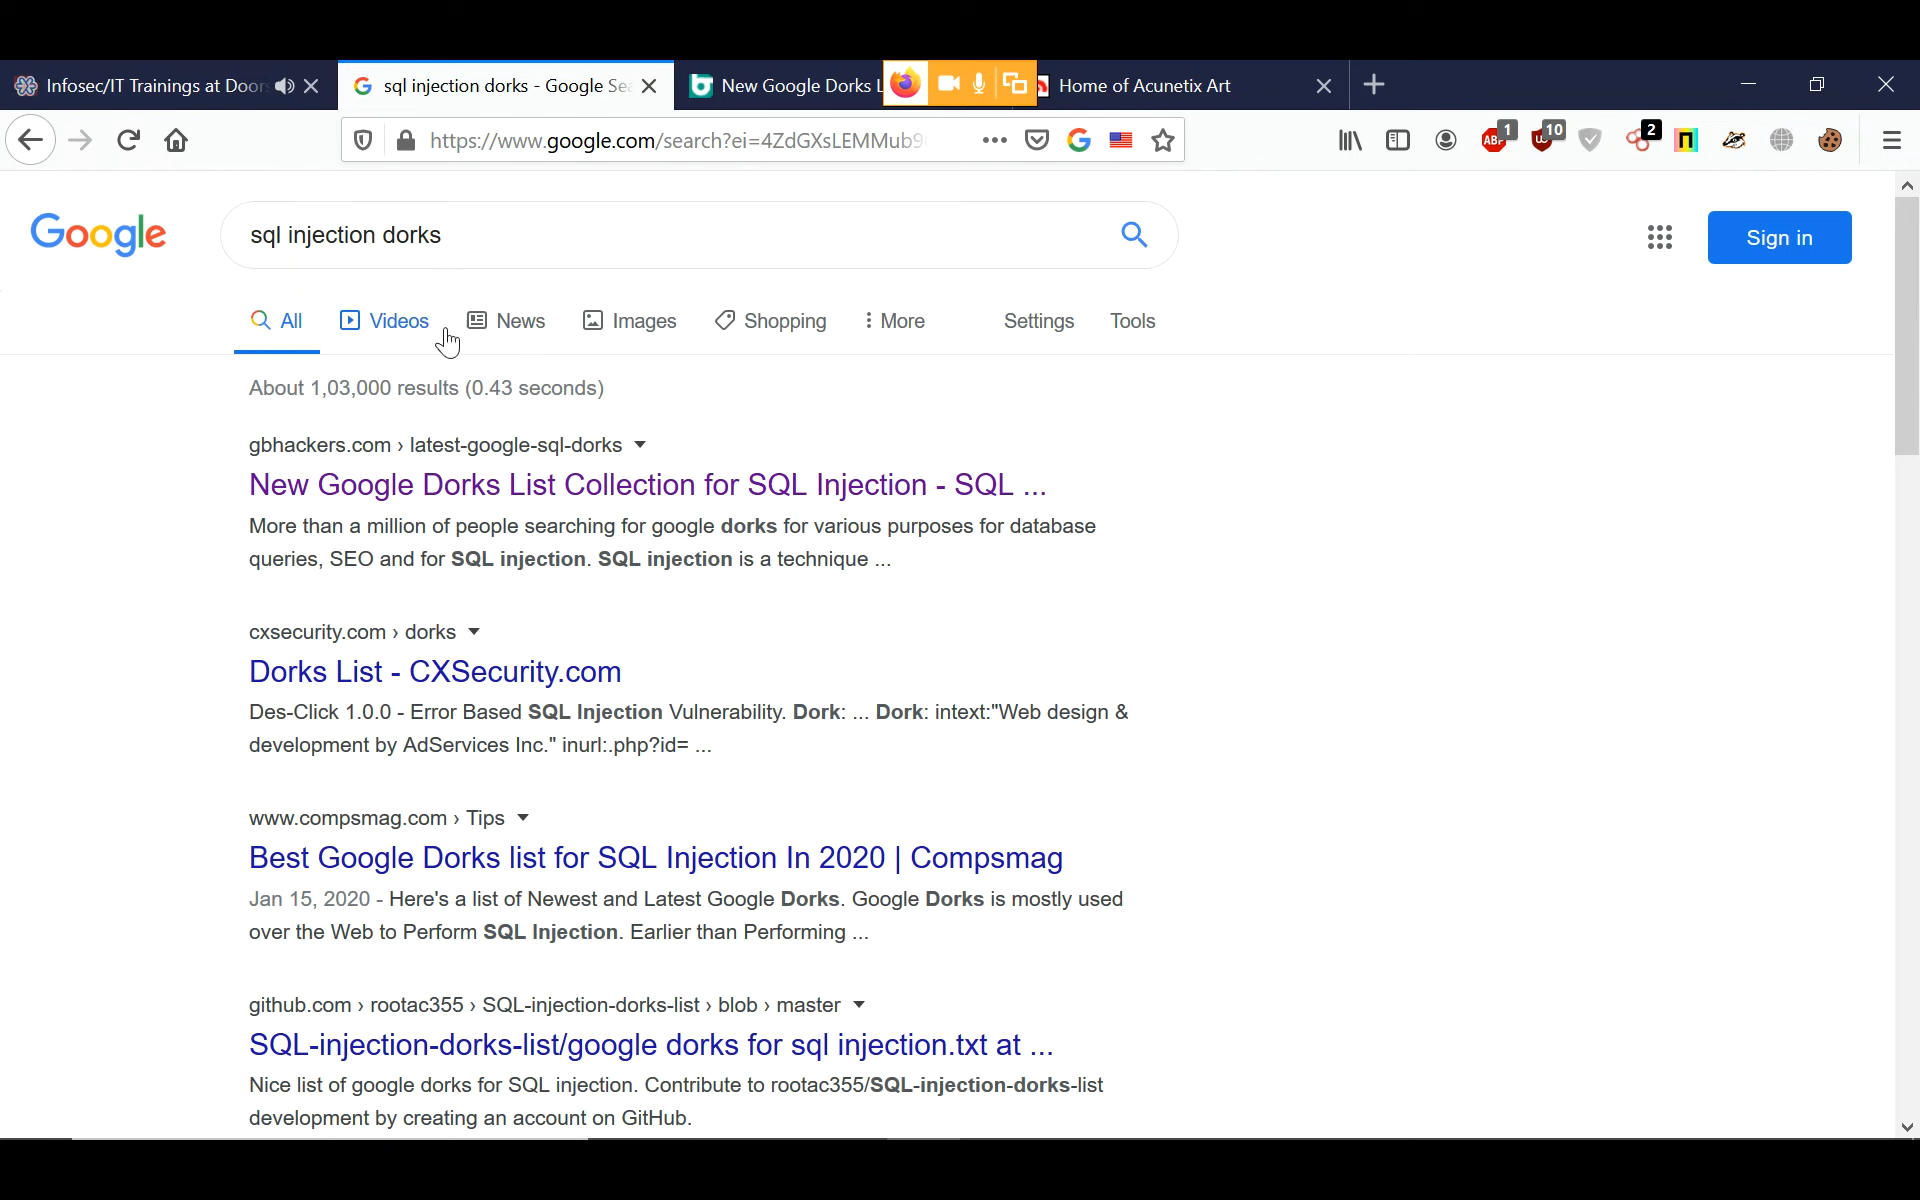 Infosec/IT Trainings at Door
sql injection dorks - Google Sea
New Google Dorks L
Home of Acunetix Art
https://www.google.com/search?ei=4ZdGXsLEMMub9
ABP
1
10
2
Google
sql injection dorks
Sign in
All
Videos
News
Images
Shopping
More
Settings
Tools
About 1,03,000 results (0.43 seconds)
gbhackers.com › latest-google-sql-dorks
New Google Dorks List Collection for SQL Injection - SQL ...
More than a million of people searching for google dorks for various purposes for database
queries, SEO and for SQL injection. SQL injection is a technique ...
cxsecurity.com › dorks
Dorks List - CXSecurity.com
Des-Click 1.0.0 - Error Based SQL Injection Vulnerability. Dork: ... Dork: intext:"Web design &
development by AdServices Inc." inurl:.php?id= ...
www.compsmag.com › Tips
Best Google Dorks list for SQL Injection In 2020 | Compsmag
Jan 15, 2020 - Here's a list of Newest and Latest Google Dorks. Google Dorks is mostly used
over the Web to Perform SQL Injection. Earlier than Performing ...
github.com › rootac355 › SQL-injection-dorks-list › blob › master
SQL-injection-dorks-list/google dorks for sql injection.txt at ...
Nice list of google dorks for SQL injection. Contribute to rootac355/SQL-injection-dorks-list
development by creating an account on GitHub.